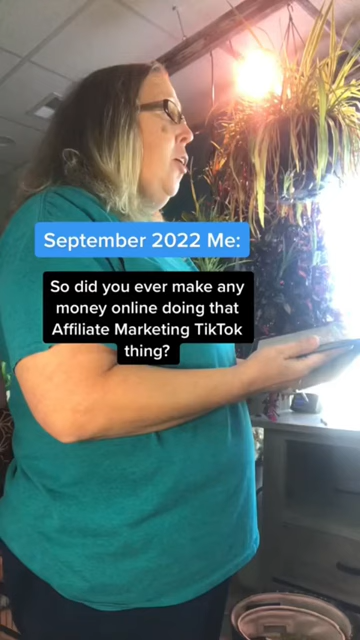 September 2022 Me:
So did you ever make any
money online doing that
Affiliate Marketing TikTok
thing?